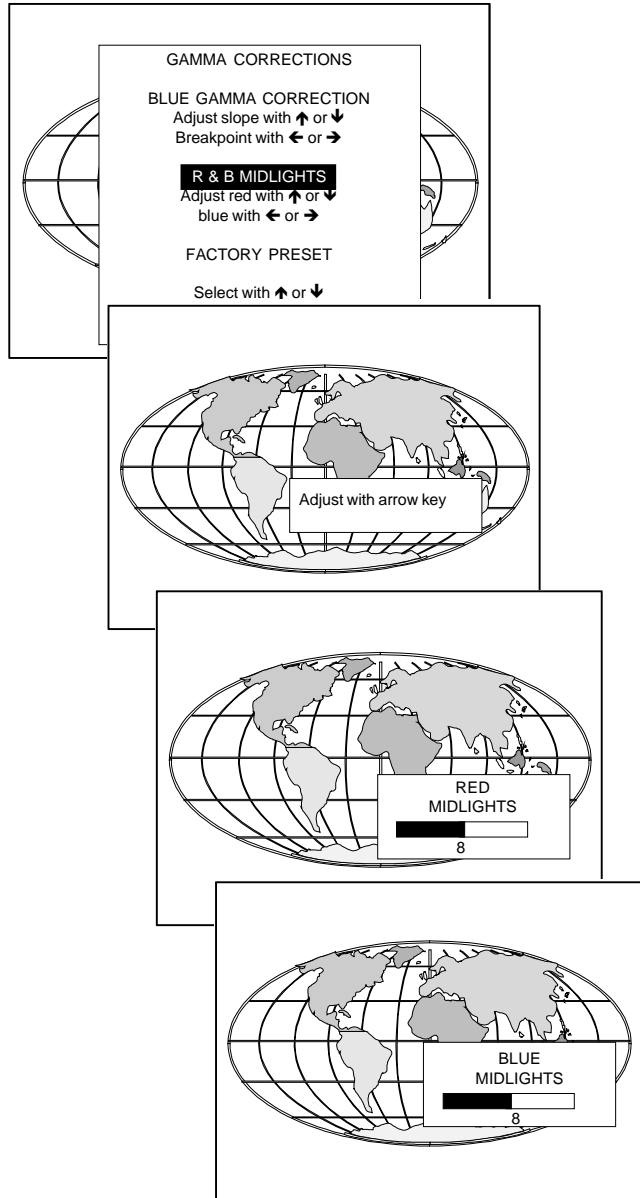 GAMMA CORRECTIONS
BLUE GAMMA CORRECTION
Adjust slope with ↑ or ↓
Breakpoint with ← or →
R & B MIDLIGHTS
Adjust red with ↑ or ↓
blue with ← or →
FACTORY PRESET
Select with ↑ or ↓
Adjust with arrow key
RED
MIDLIGHTS
8
BLUE
MIDLIGHTS
8